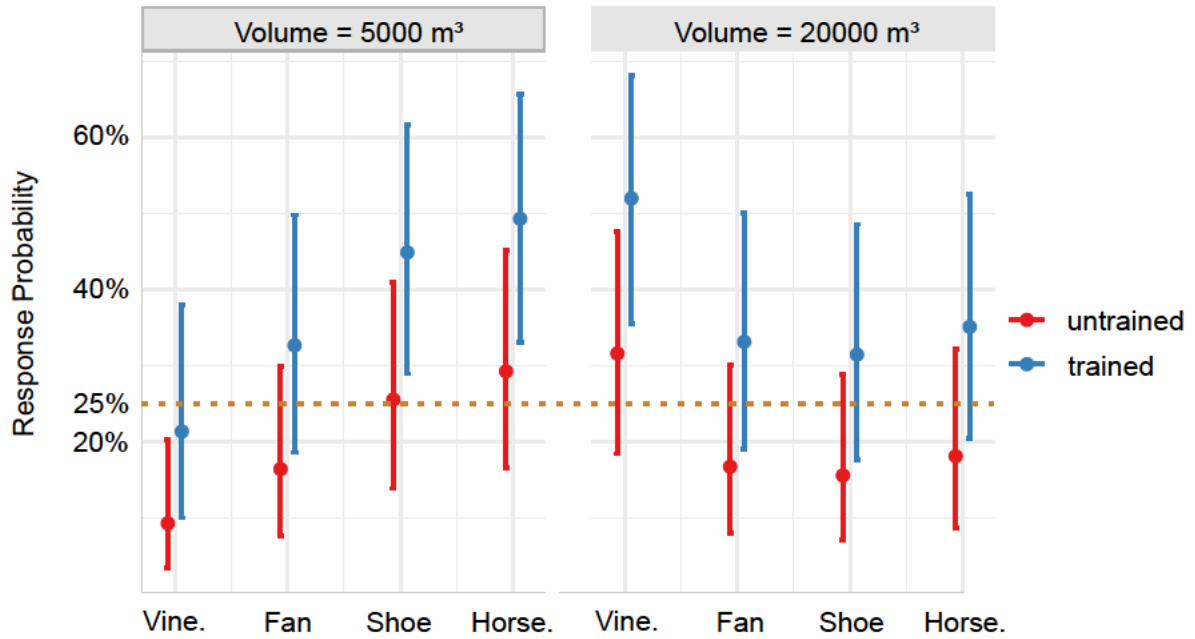 Volume = 5000 m³
Volume = 20000 m³
Response Probability
60%
40%
25%
20%
Vine. Fan Shoe Horse.
Vine. Fan Shoe Horse.
untrained
trained